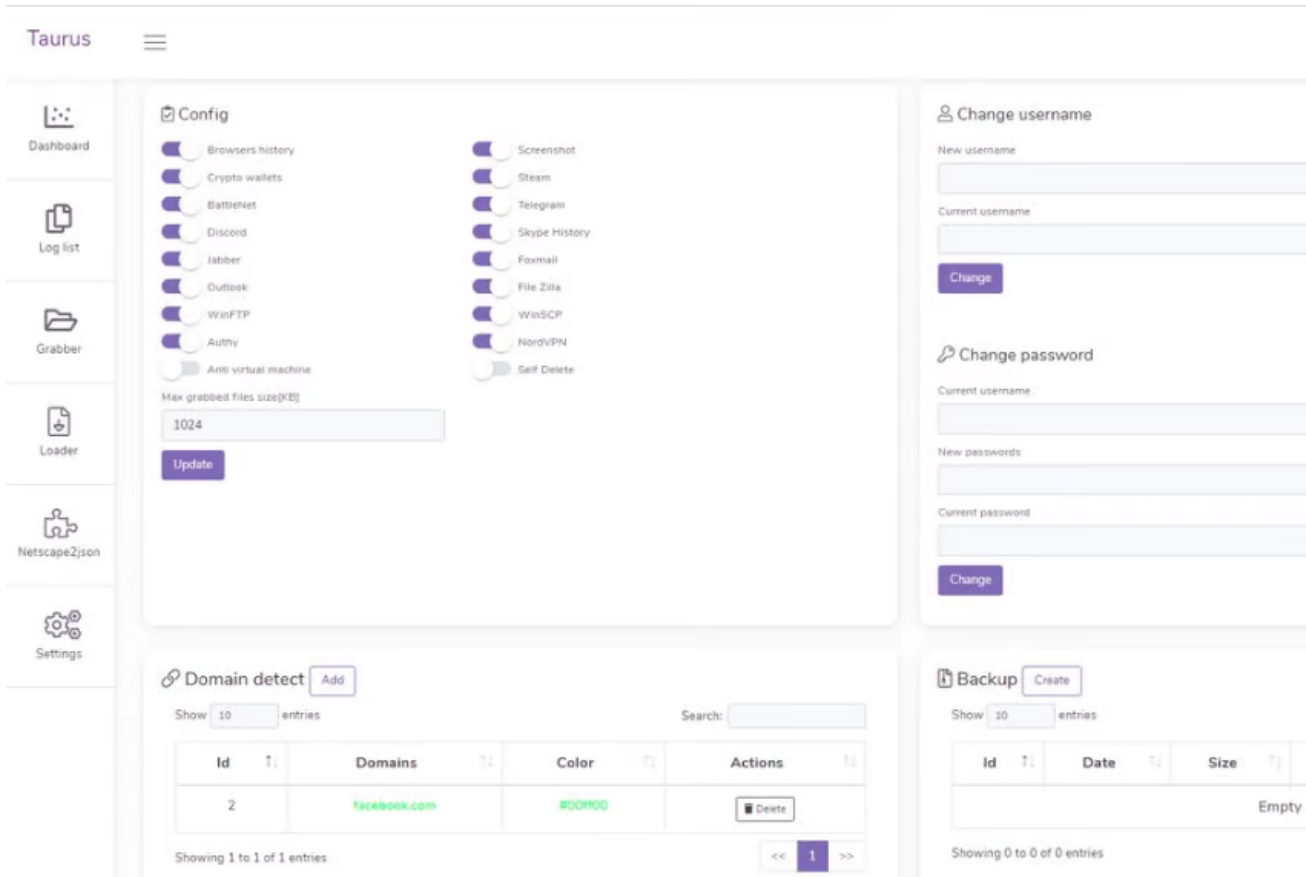 Taurus
Dashboard
Log list
Grabber
Loader
Netscape2json
Settings
Config
Browsers history
Screenshot
Crypto wallets
Steam
BattleNet
Telegram
Discord
Skype History
Jabber
Foxmail
Outlook
File Zilla
WinFTP
WinSCP
Authy
NordVPN
Anti virtual machine
Self Delete
Max grabbed files size[KB]
1024
Update
Change username
New username
Current username
Change
Change password
Current username
New passwords
Current password
Change
Domain detect Add
Show 10 entries Search:
Id Domains Color Actions
2 facebook.com #00ff00 Delete
Showing 1 to 1 of 1 entries << 1 >>
Backup Create
Show 10 entries
Id Date Size
Empty
Showing 0 to 0 of 0 entries